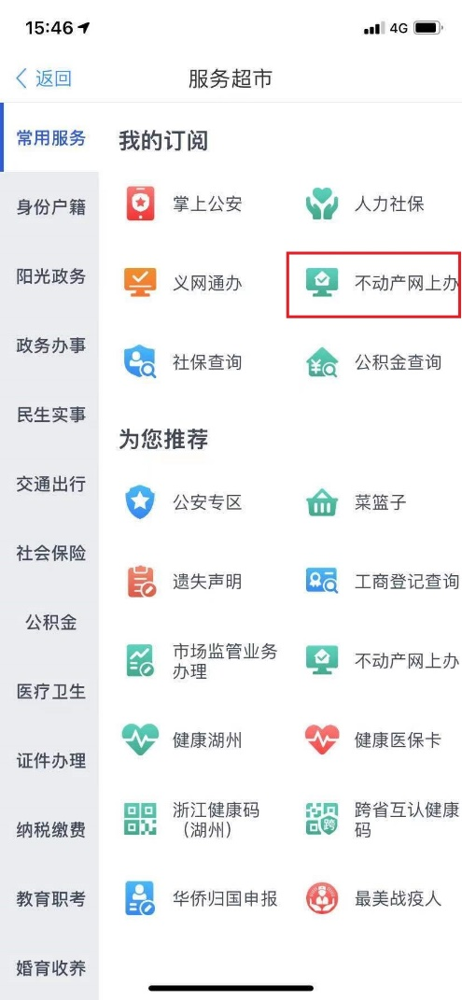 15:46
4G
返回
服务超市
常用服务
身份户籍
阳光政务
政务办事
民生实事
交通出行
社会保险
公积金
医疗卫生
证件办理
纳税缴费
教育职考
婚育收养
我的订阅
掌上公安
人力社保
义网通办
不动产网上办
社保查询
公积金查询
为您推荐
公安专区
菜篮子
遗失声明
工商登记查询
市场监管业务
办理
不动产网上办
健康湖州
健康医保卡
浙江健康码
（湖州）
跨省互认健康
码
跨
华侨归国申报
最美战疫人